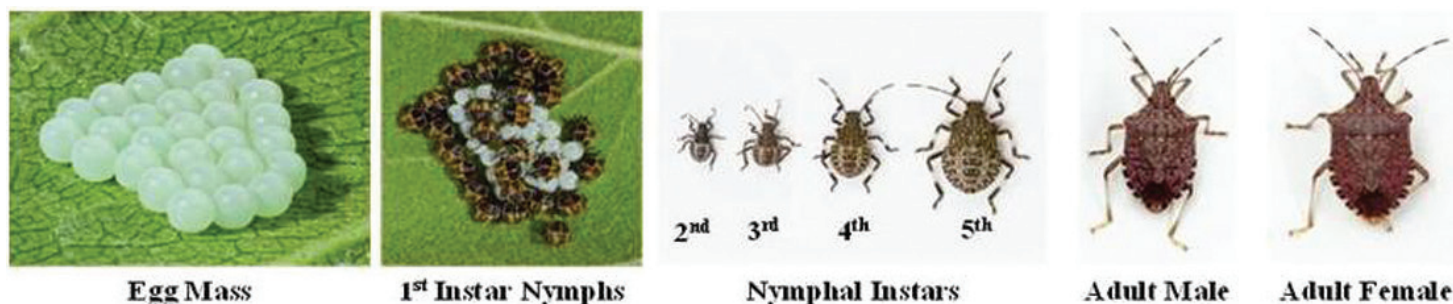 2nd 3rd 4th 5th
Egg Mass 1st Instar Nymphs Nymphal Instars Adult Male Adult Female